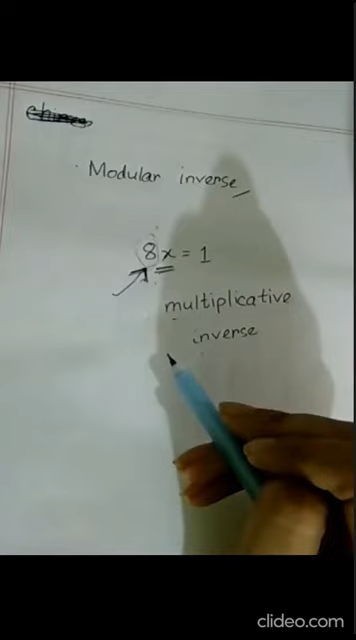 Modular inverse
8x = 1
multiplicative
inverse
clideo.com